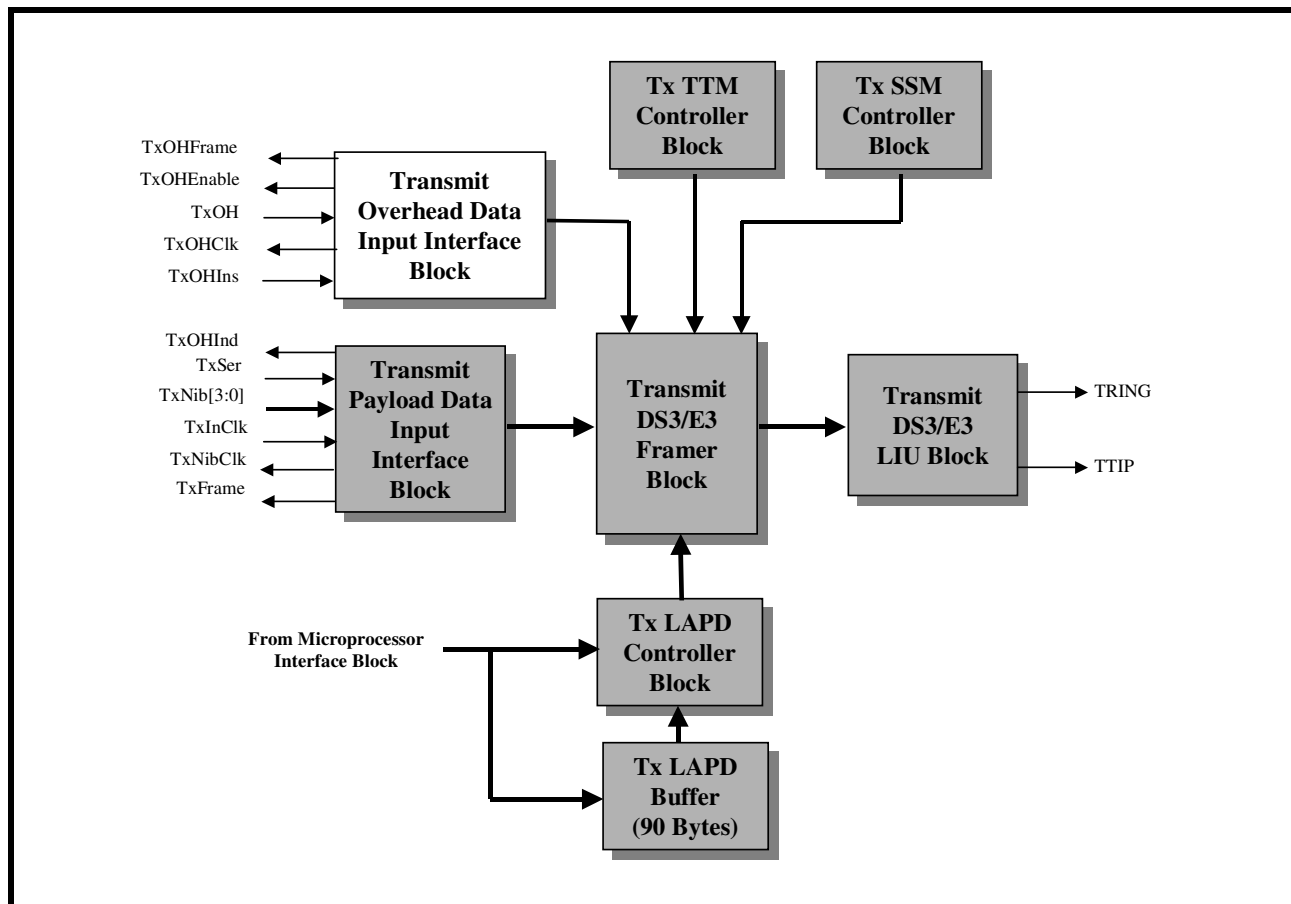 Tx TTM
Controller
Block
Tx SSM
Controller
Block
TxOHFrame
TxOHEnable
TxOH
TxOHClk
TxOHIns
Transmit
Overhead Data
Input Interface
Block
TxOHInd
TxSer
TxNib[3:0]
TxInClk
TxNibClk
TxFrame
Transmit
Payload Data
Input
Interface
Block
Transmit
DS3/E3
Framer
Block
Transmit
DS3/E3
LIU Block
TRING
TTIP
From Microprocessor
Interface Block
Tx LAPD
Controller
Block
Tx LAPD
Buffer
(90 Bytes)